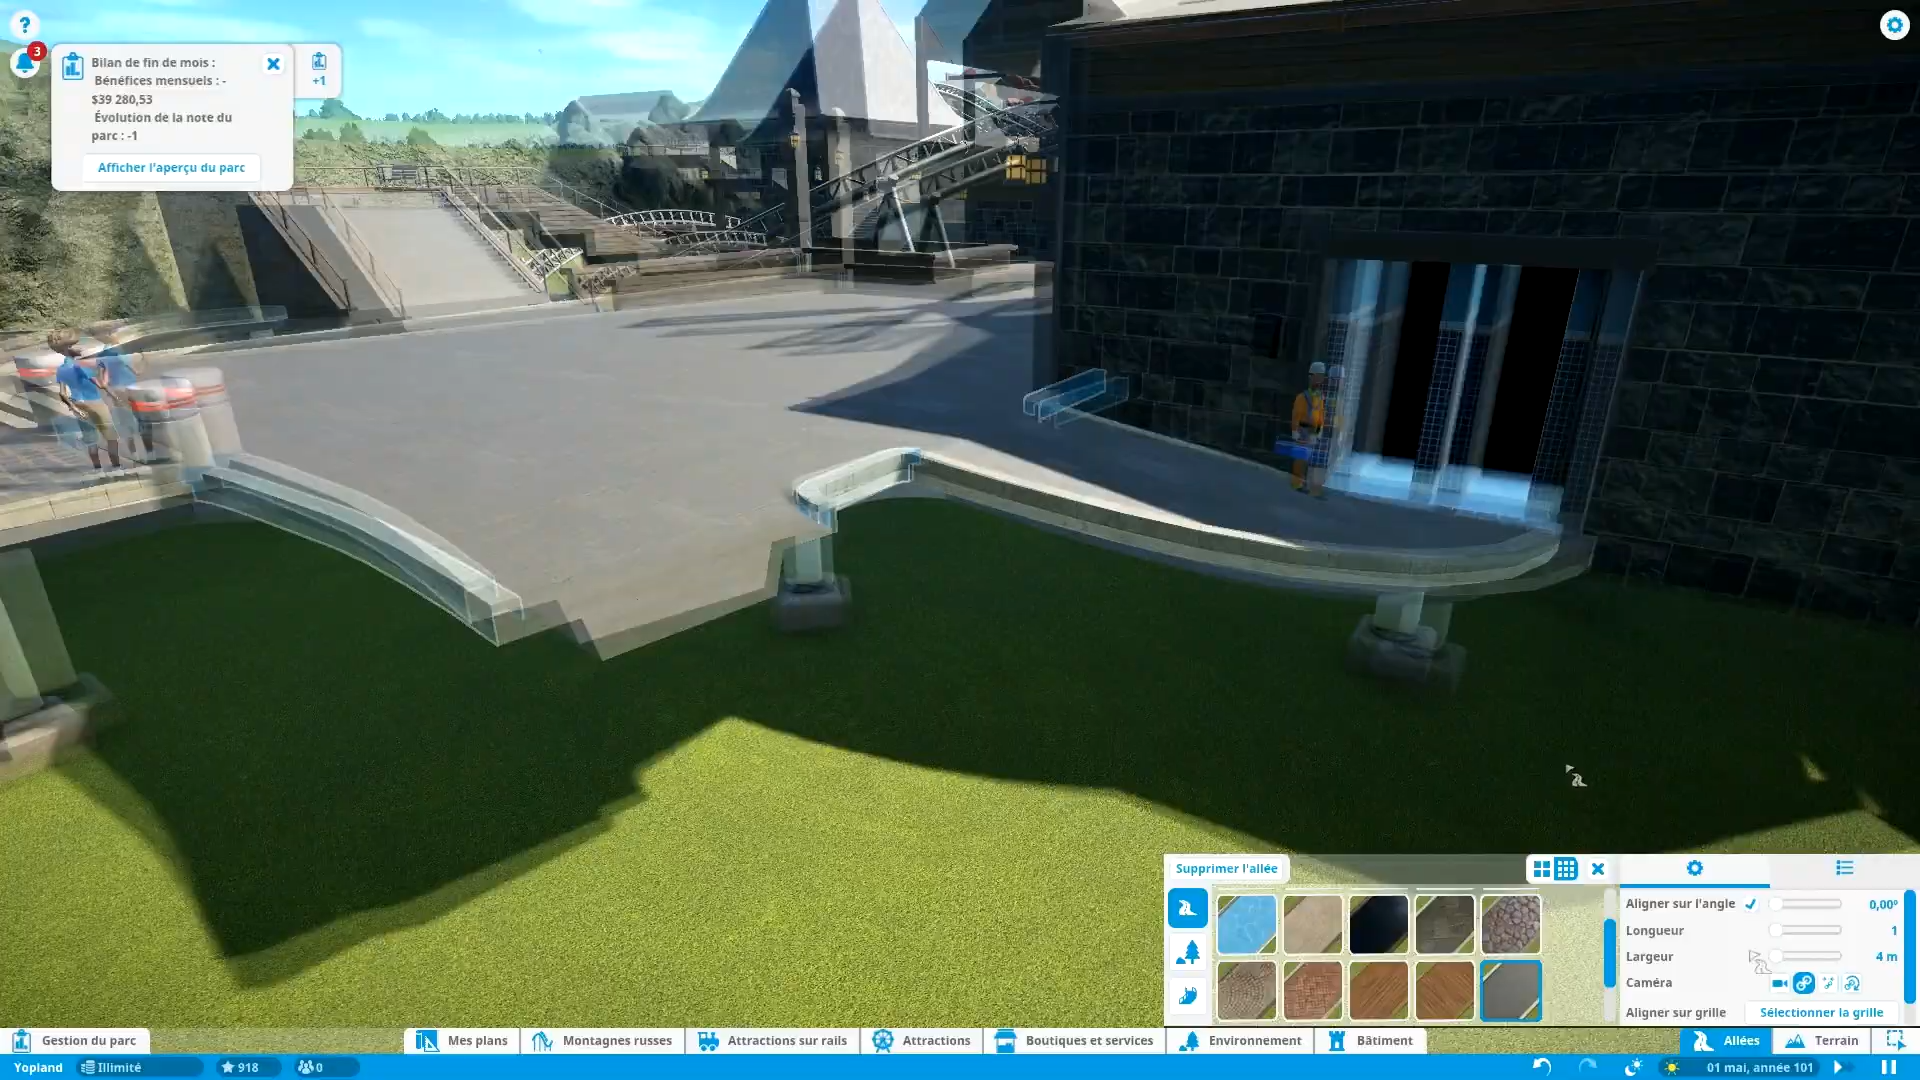 ?
3
Bilan de fin de mois :
Bénéfices mensuels : -
$39 280,53
Évolution de la note du
parc : -1
Afficher l'aperçu du parc
+1
Supprimer l'allée
Aligner sur l'angle 0,00°
Longueur 1
Largeur 4 m
Caméra
Aligner sur grille Sélectionner la grille
Gestion du parc Mes plans Montagnes russes Attractions sur rails Attractions Boutiques et services Environnement Bâtiment Allées Terrain
Yopland Illimité 918 0 01 mai, année 101